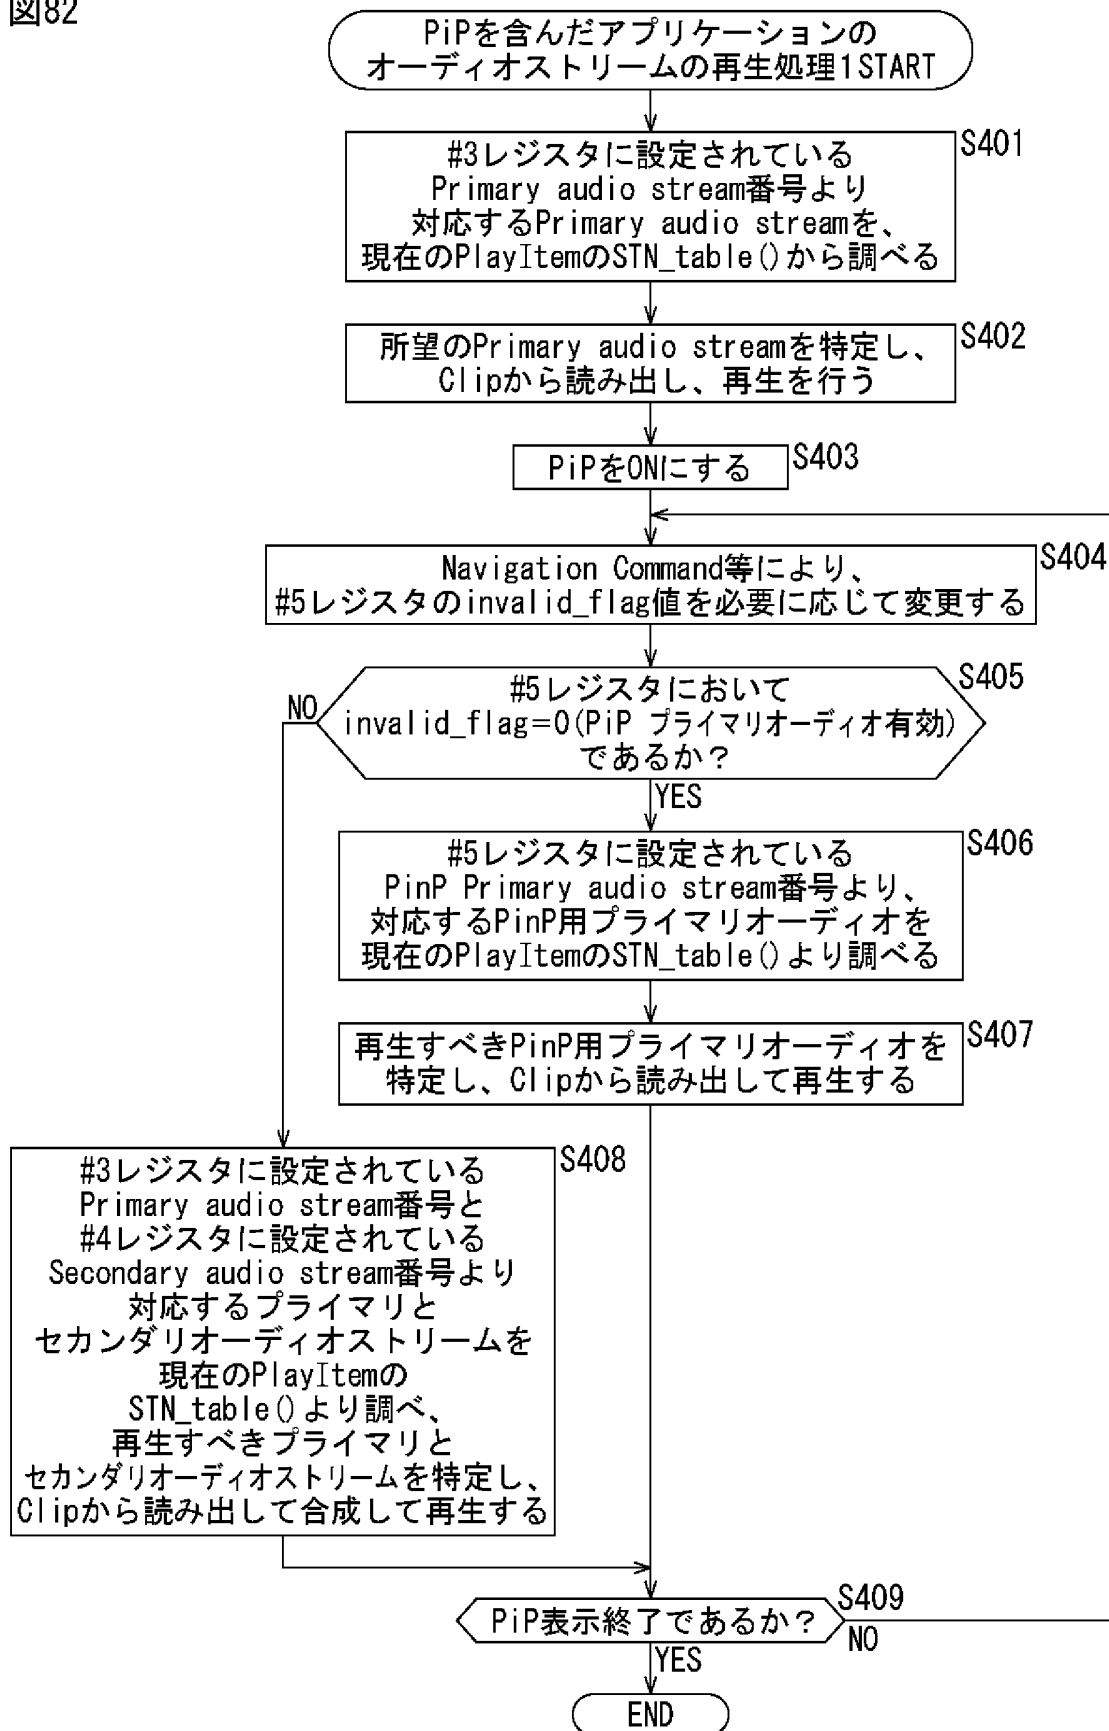 図82
PiPを含んだアプリケーションの
オーディオストリームの再生処理1START
#3レジスタに設定されている
Primary audio stream番号より
対応するPrimary audio streamを、
現在のPlayItemのSTN_table()から調べる
S401
所望のPrimary audio streamを特定し、
Clipから読み出し、再生を行う
S402
PiPをONにする
S403
Navigation Command等により、
#5レジスタのinvalid_flag値を必要に応じて変更する
S404
#5レジスタにおいて
invalid_flag=0(PiP プライマリオーディオ有効)
であるか?
S405
NO
YES
#5レジスタに設定されている
PinP Primary audio stream番号より、
対応するPinP用プライマリオーディオを
現在のPlayItemのSTN_table()より調べる
S406
再生すべきPinP用プライマリオーディオを
特定し、Clipから読み出して再生する
S407
#3レジスタに設定されている
Primary audio stream番号と
#4レジスタに設定されている
Secondary audio stream番号より
対応するプライマリと
セカンダリオーディオストリームを
現在のPlayItemの
STN_table()より調べ、
再生すべきプライマリと
セカンダリオーディオストリームを特定し、
Clipから読み出して合成して再生する
S408
PiP表示終了であるか?
S409
NO
YES
END